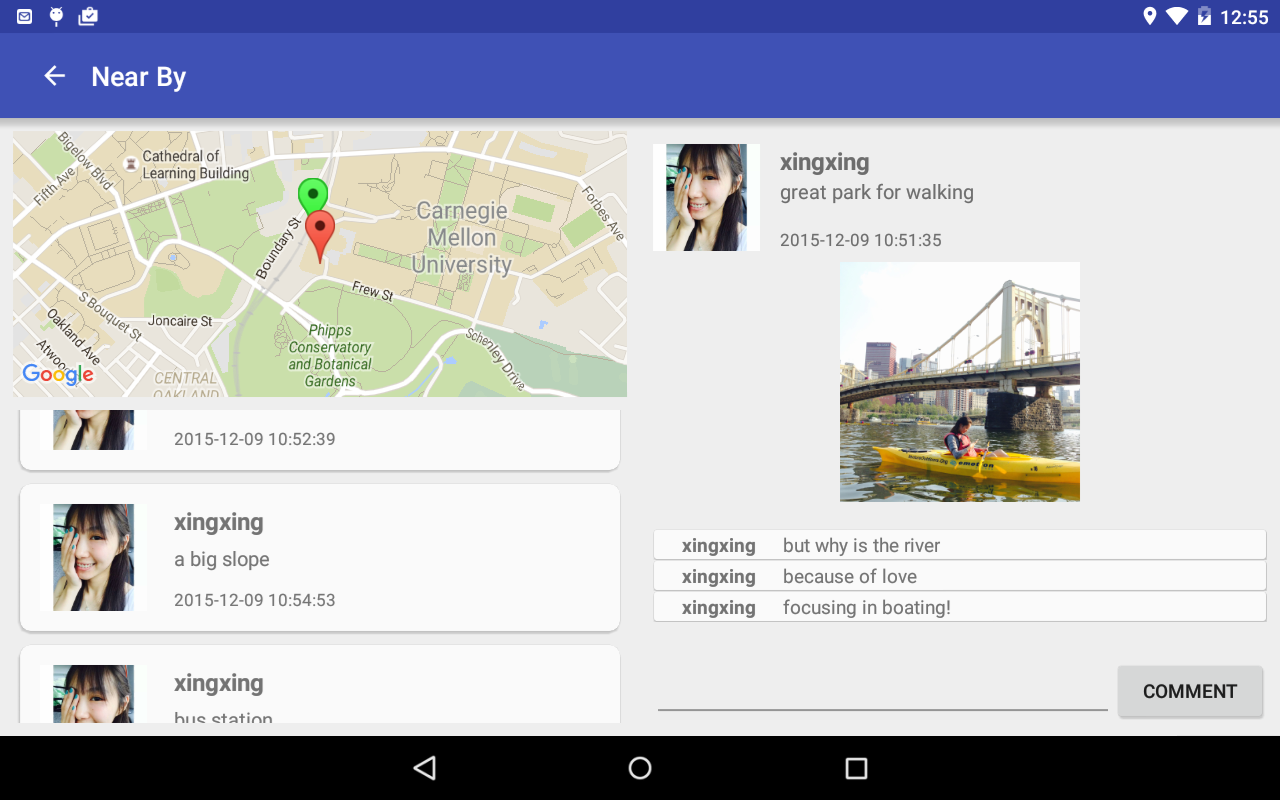 12:55
Near By
Bigelow Blvd
Fifth Ave
Cathedral of
Learning Building
Forbes Ave
Carnegie
Mellon
University
Boundary St
Frew St
S Bouquet St
Joncaire St
Oakland Ave
Phipps
Conservatory
and Botanical
Gardens
Schenley Drive
Google
CENTRAL
OAKLAND
2015-12-09 10:52:39
xingxing
a big slope
2015-12-09 10:54:53
xingxing
bus station
xingxing
great park for walking
2015-12-09 10:51:35
xingxing but why is the river
xingxing because of love
xingxing focusing in boating!
COMMENT